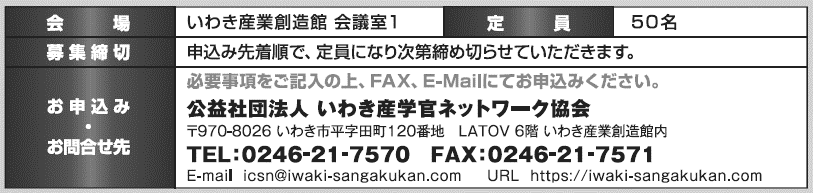 会場 いわき産業創造館 会議室1 定員 50名
募集締切 申込み先着順で、定員になり次第締め切らせていただきます。
お申込み・お問合せ先
必要事項をご記入の上、FAX、E-Mailにてお申込みください。
公益社団法人 いわき産学官ネットワーク協会
〒970-8026 いわき市平字田町120番地 LATOV 6階 いわき産業創造館内
TEL:0246-21-7570 FAX:0246-21-7571
E-mail icsn@iwaki-sangakukan.com URL https://iwaki-sangakukan.com